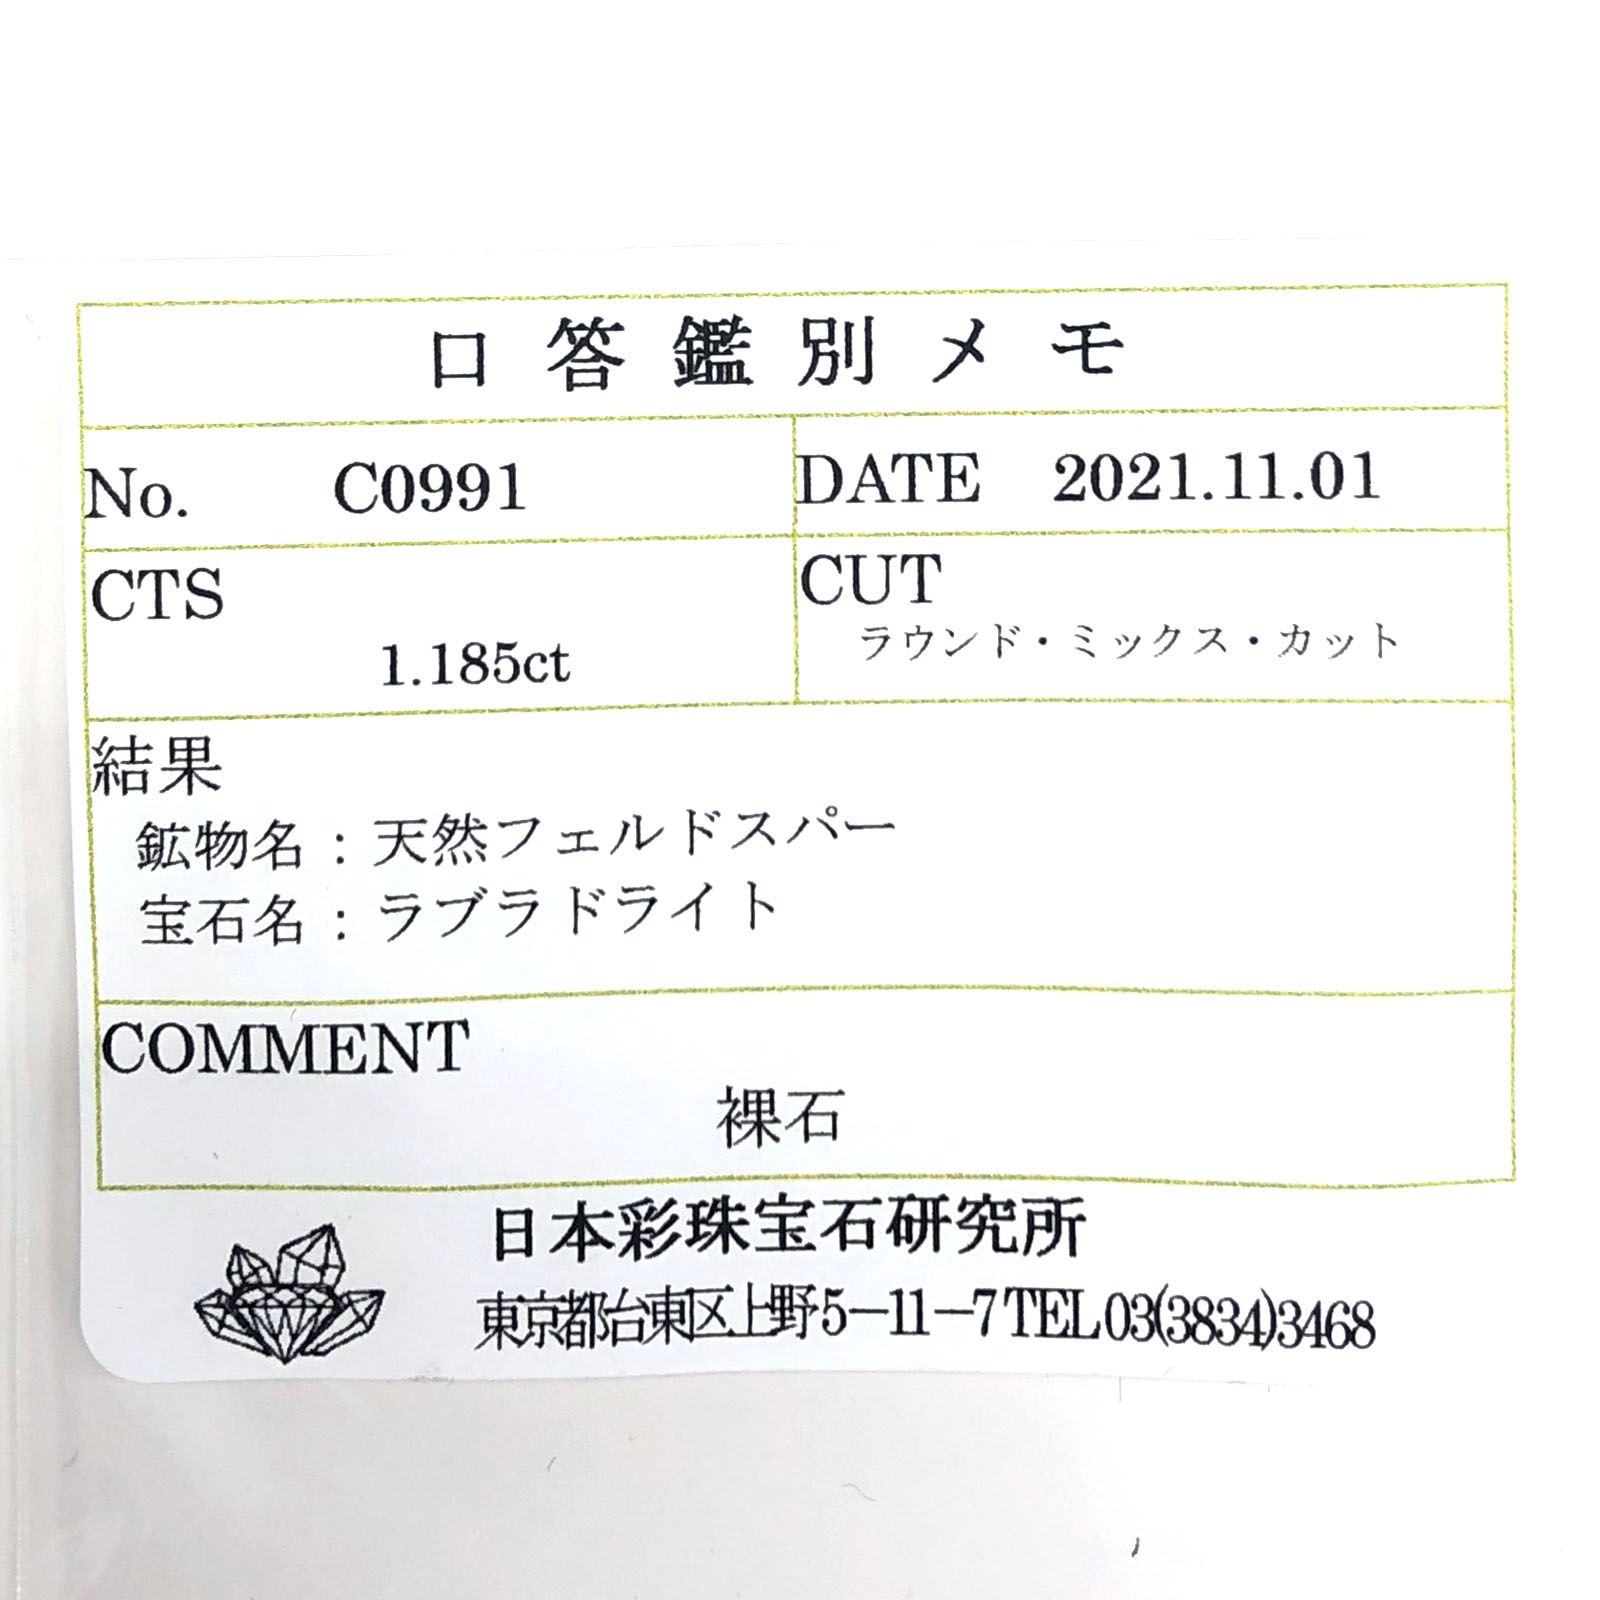 口答鑑別メモ
No. C0991 DATE 2021.11.01
CTS CUT
1.185ct ラウンド・ミックス・カット
結果
鉱物名：天然フェルドスパー
宝石名：ラブラドライト
COMMENT
裸石
日本彩珠宝石研究所
東京都台東区上野5－11－7 TEL 03(3834)3468